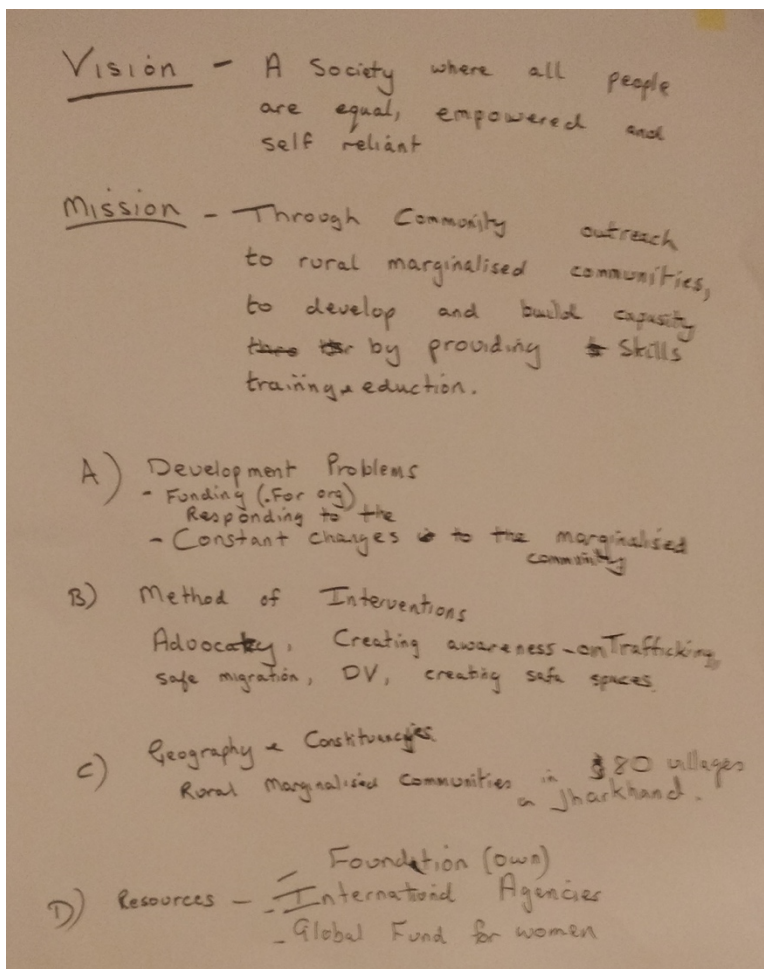 Vision - A Society where all people
are equal, empowered and
self reliant
Mission - Through Community outreach
to rural marginalised communities,
to develop and build capasity
by providing skills
training & eduction.
A) Development Problems
- Funding (.For org)
Responding to the
- Constant changes to the marginalised
community
B) Method of Interventions
Advocacy, Creating awareness - on Trafficking,
safe migration, DV, creating safe spaces.
C) Geography & Constituencies.
Rural Marginalised Communities in 80 villages
in Jharkhand.
- Foundation (own)
D) Resources - - International Agencies
- Global Fund for women